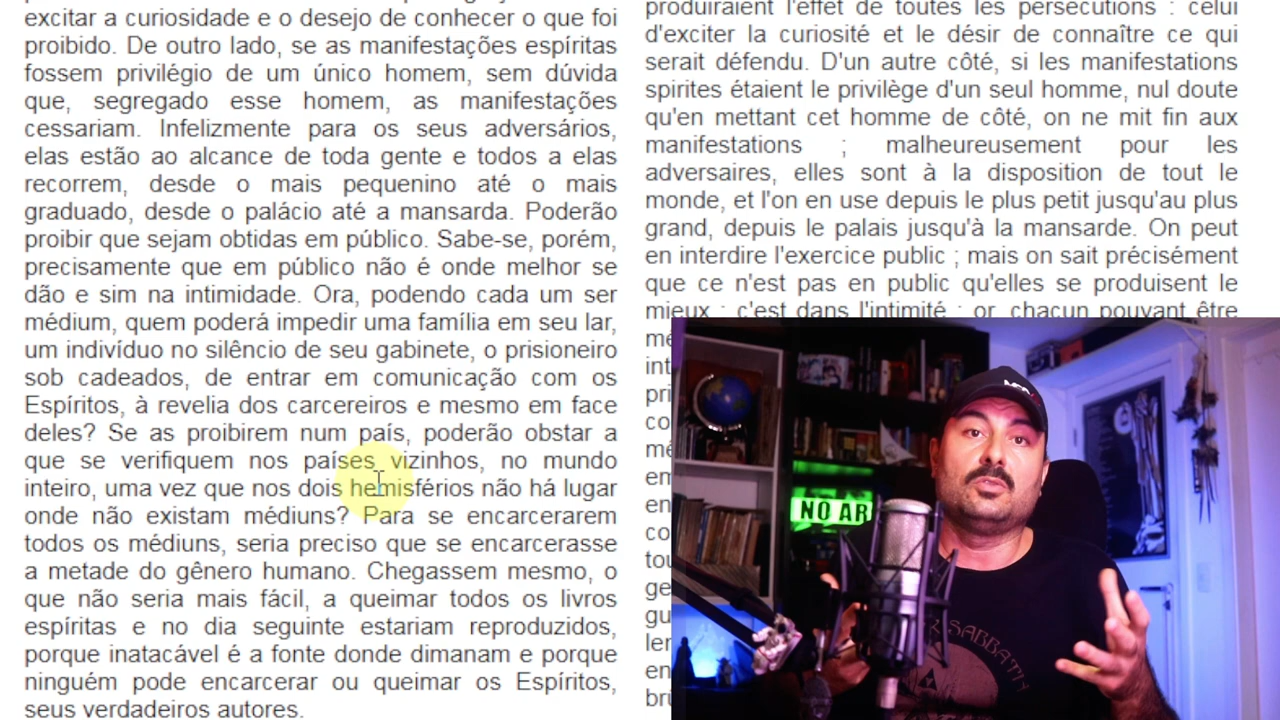 excitar a curiosidade e o desejo de conhecer o que foi
proibido. De outro lado, se as manifestações espíritas
fossem privilégio de um único homem, sem dúvida
que, segregado esse homem, as manifestações
cessariam. Infelizmente para os seus adversários,
elas estão ao alcance de toda gente e todos a elas
recorrem, desde o mais pequenino até o mais
graduado, desde o palácio até a mansarda. Poderão
proibir que sejam obtidas em público. Sabe-se, porém,
precisamente que em público não é onde melhor se
dão e sim na intimidade. Ora, podendo cada um ser
médium, quem poderá impedir uma família em seu lar,
um indivíduo no silêncio de seu gabinete, o prisioneiro
sob cadeados, de entrar em comunicação com os
Espíritos, à revelia dos carcereiros e mesmo em face
deles? Se as proibirem num país, poderão obstar a
que se verifiquem nos países vizinhos, no mundo
inteiro, uma vez que nos dois hemisférios não há lugar
onde não existam médiuns? Para se encarcerarem
todos os médiuns, seria preciso que se encarcerasse
a metade do gênero humano. Chegassem mesmo, o
que não seria mais fácil, a queimar todos os livros
espíritas e no dia seguinte estariam reproduzidos,
porque inatacável é a fonte donde dimanam e porque
ninguém pode encarcerar ou queimar os Espíritos,
seus verdadeiros autores.
produiraient l'effet de toutes les persécutions : celui
d'exciter la curiosité et le désir de connaître ce qui
serait défendu. D'un autre côté, si les manifestations
spirites étaient le privilège d'un seul homme, nul doute
qu'en mettant cet homme de côté, on ne mit fin aux
manifestations ; malheureusement pour les
adversaires, elles sont à la disposition de tout le
monde, et l'on en use depuis le plus petit jusqu'au plus
grand, depuis le palais jusqu'à la mansarde. On peut
en interdire l'exercice public ; mais on sait précisément
que ce n'est pas en public qu'elles se produisent le
mieux : c'est dans l'intimité : or, chacun pouvant être
NO AR
SABBATH